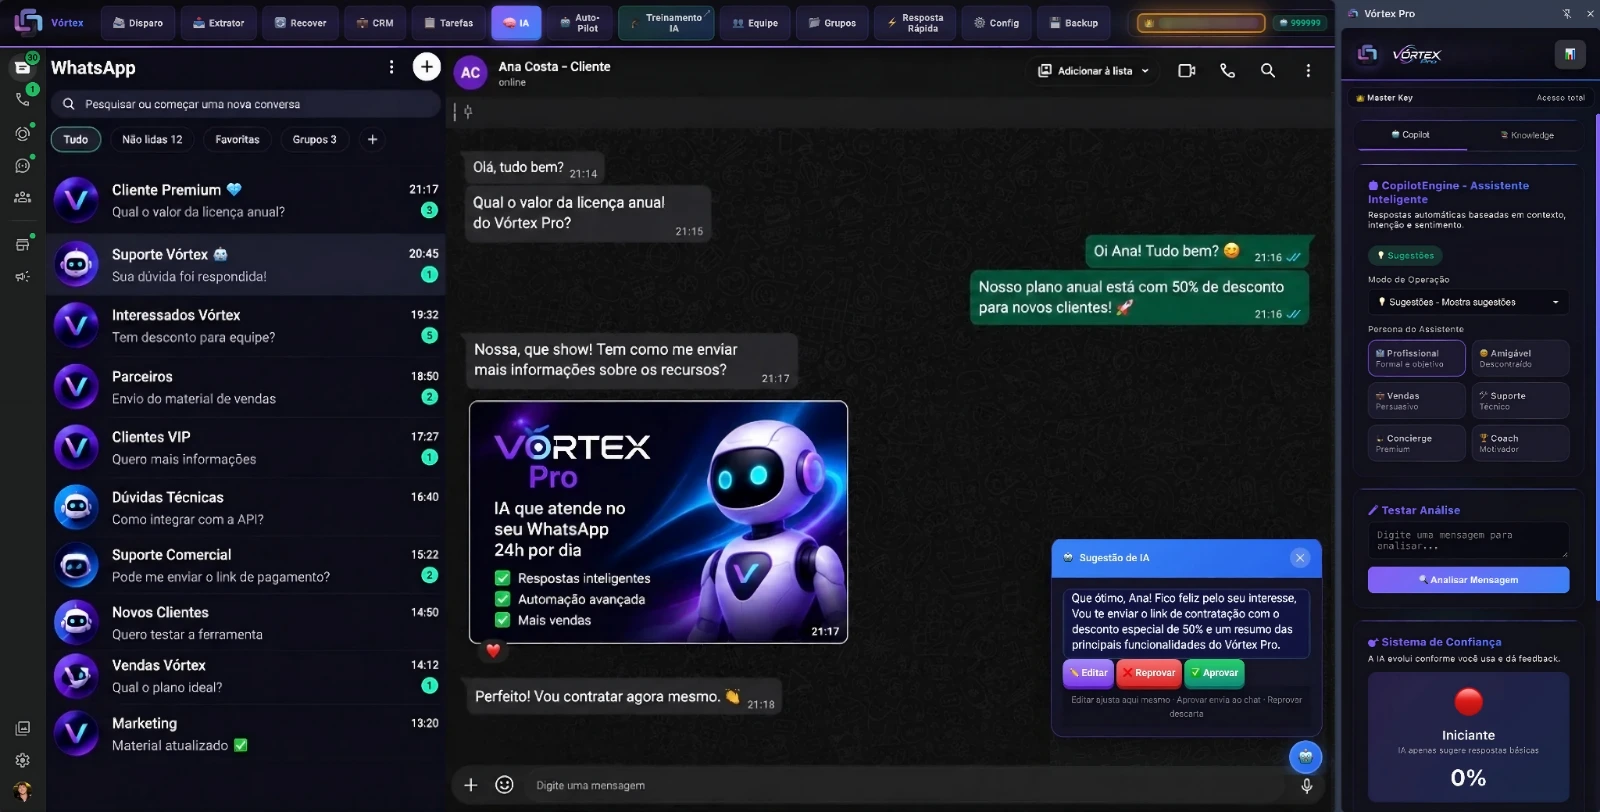 Vórtex
Disparo
Extrator
Recover
CRM
Tarefas
IA
Auto-
Pilot
Treinamento
IA
Equipe
Grupos
Resposta
Rápida
Config
Backup
999999
Vórtex Pro
WhatsApp
30
1
Pesquisar ou começar uma nova conversa
Tudo
Não lidas 12
Favoritas
Grupos 3
Cliente Premium 💎
21:17
Qual o valor da licença anual?
3
Suporte Vórtex 🤖
20:45
Sua dúvida foi respondida!
1
Interessados Vórtex
19:32
Tem desconto para equipe?
5
Parceiros
18:50
Envio do material de vendas
2
Clientes VIP
17:27
Quero mais informações
1
Dúvidas Técnicas
16:40
Como integrar com a API?
Suporte Comercial
15:22
Pode me enviar o link de pagamento?
2
Novos Clientes
14:50
Quero testar a ferramenta
Vendas Vórtex
14:12
Qual o plano ideal?
1
Marketing
13:20
Material atualizado ✅
AC
Ana Costa - Cliente
online
Adicionar à lista
Olá, tudo bem?
21:14
Qual o valor da licença anual
do Vórtex Pro?
21:15
Oi Ana! Tudo bem? 😊
21:16
Nosso plano anual está com 50% de desconto
para novos clientes! 🚀
21:16
Nossa, que show! Tem como me enviar
mais informações sobre os recursos?
21:17
VÓRTEX
Pro
IA que atende no
seu WhatsApp
24h por dia
✅ Respostas inteligentes
✅ Automação avançada
✅ Mais vendas
21:17
❤️
Perfeito! Vou contratar agora mesmo. 👏
21:18
Sugestão de IA
Que ótimo, Ana! Fico feliz pelo seu interesse,
Vou te enviar o link de contratação com o
desconto especial de 50% e um resumo das
principais funcionalidades do Vórtex Pro.
Editar
Reprovar
Aprovar
Editar ajusta aqui mesmo · Aprovar envia ao chat · Reprovar
descarta
Digite uma mensagem
VÓRTEX
Pro
Master Key
Acesso total
Copilot
Knowledge
CopilotEngine - Assistente
Inteligente
Respostas automáticas baseadas em contexto,
intenção e sentimento.
Sugestões
Modo de Operação
Sugestões - Mostra sugestões
Persona do Assistente
Profissional
Formal e objetivo
Amigável
Descontraído
Vendas
Persuasivo
Suporte
Técnico
Concierge
Premium
Coach
Motivador
Testar Análise
Digite uma mensagem para
analisar...
Analisar Mensagem
Sistema de Confiança
A IA evolui conforme você usa e dá feedback.
Iniciante
IA apenas sugere respostas básicas
0%